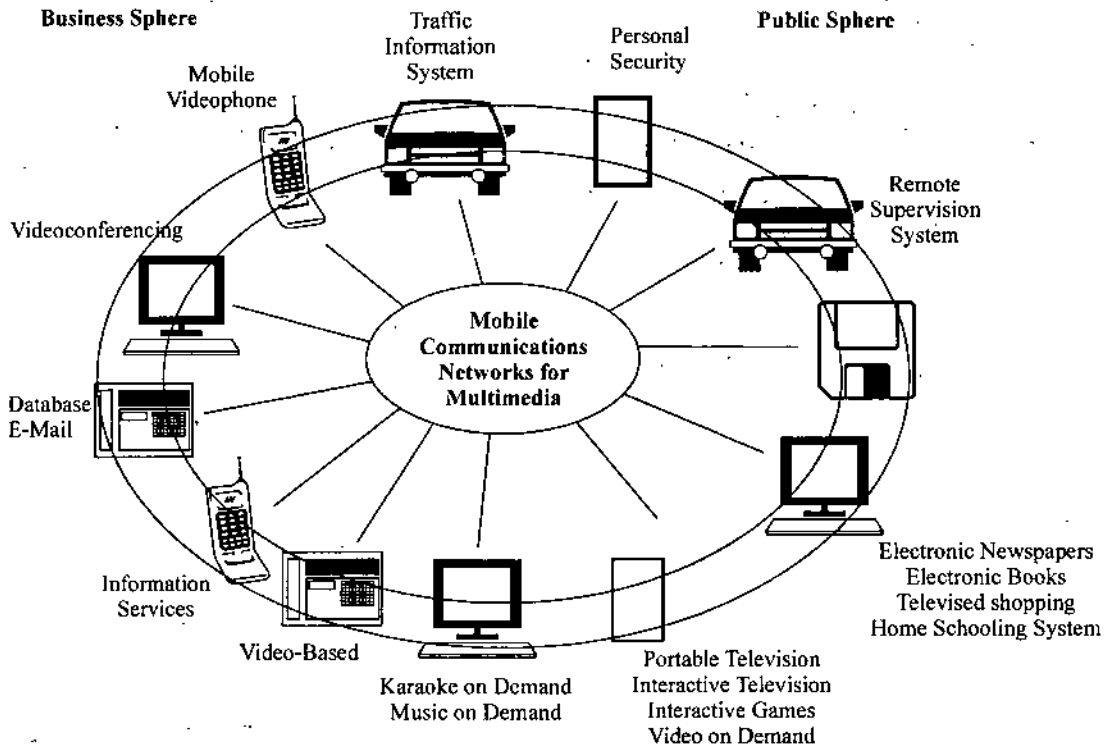 Business Sphere
Public Sphere
Traffic
Information
System
Personal
Security
Mobile
Videophone
Remote
Supervision
System
Videoconferencing
Mobile
Communications
Networks for
Multimedia
Database
E-Mail
Information
Services
Video-Based
Karaoke on Demand
Music on Demand
Portable Television
Interactive Television
Interactive Games
Video on Demand
Electronic Newspapers
Electronic Books
Televised shopping
Home Schooling System